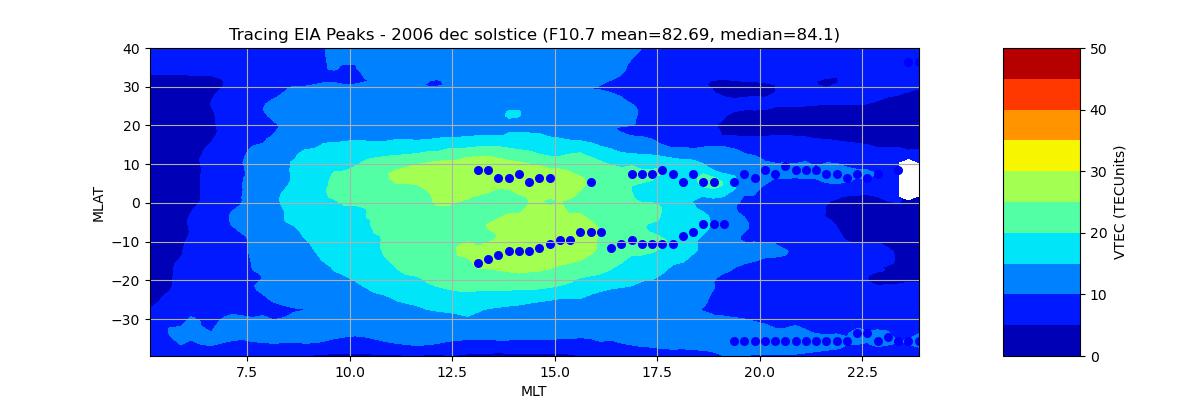 Tracing EIA Peaks - 2006 dec solstice (F10.7 mean=82.69, median=84.1)
40
30
20
10
0
−10
−20
−30
MLAT
7.5 10.0 12.5 15.0 17.5 20.0 22.5
MLT
50
40
30
20
10
0
VTEC (TECUnits)